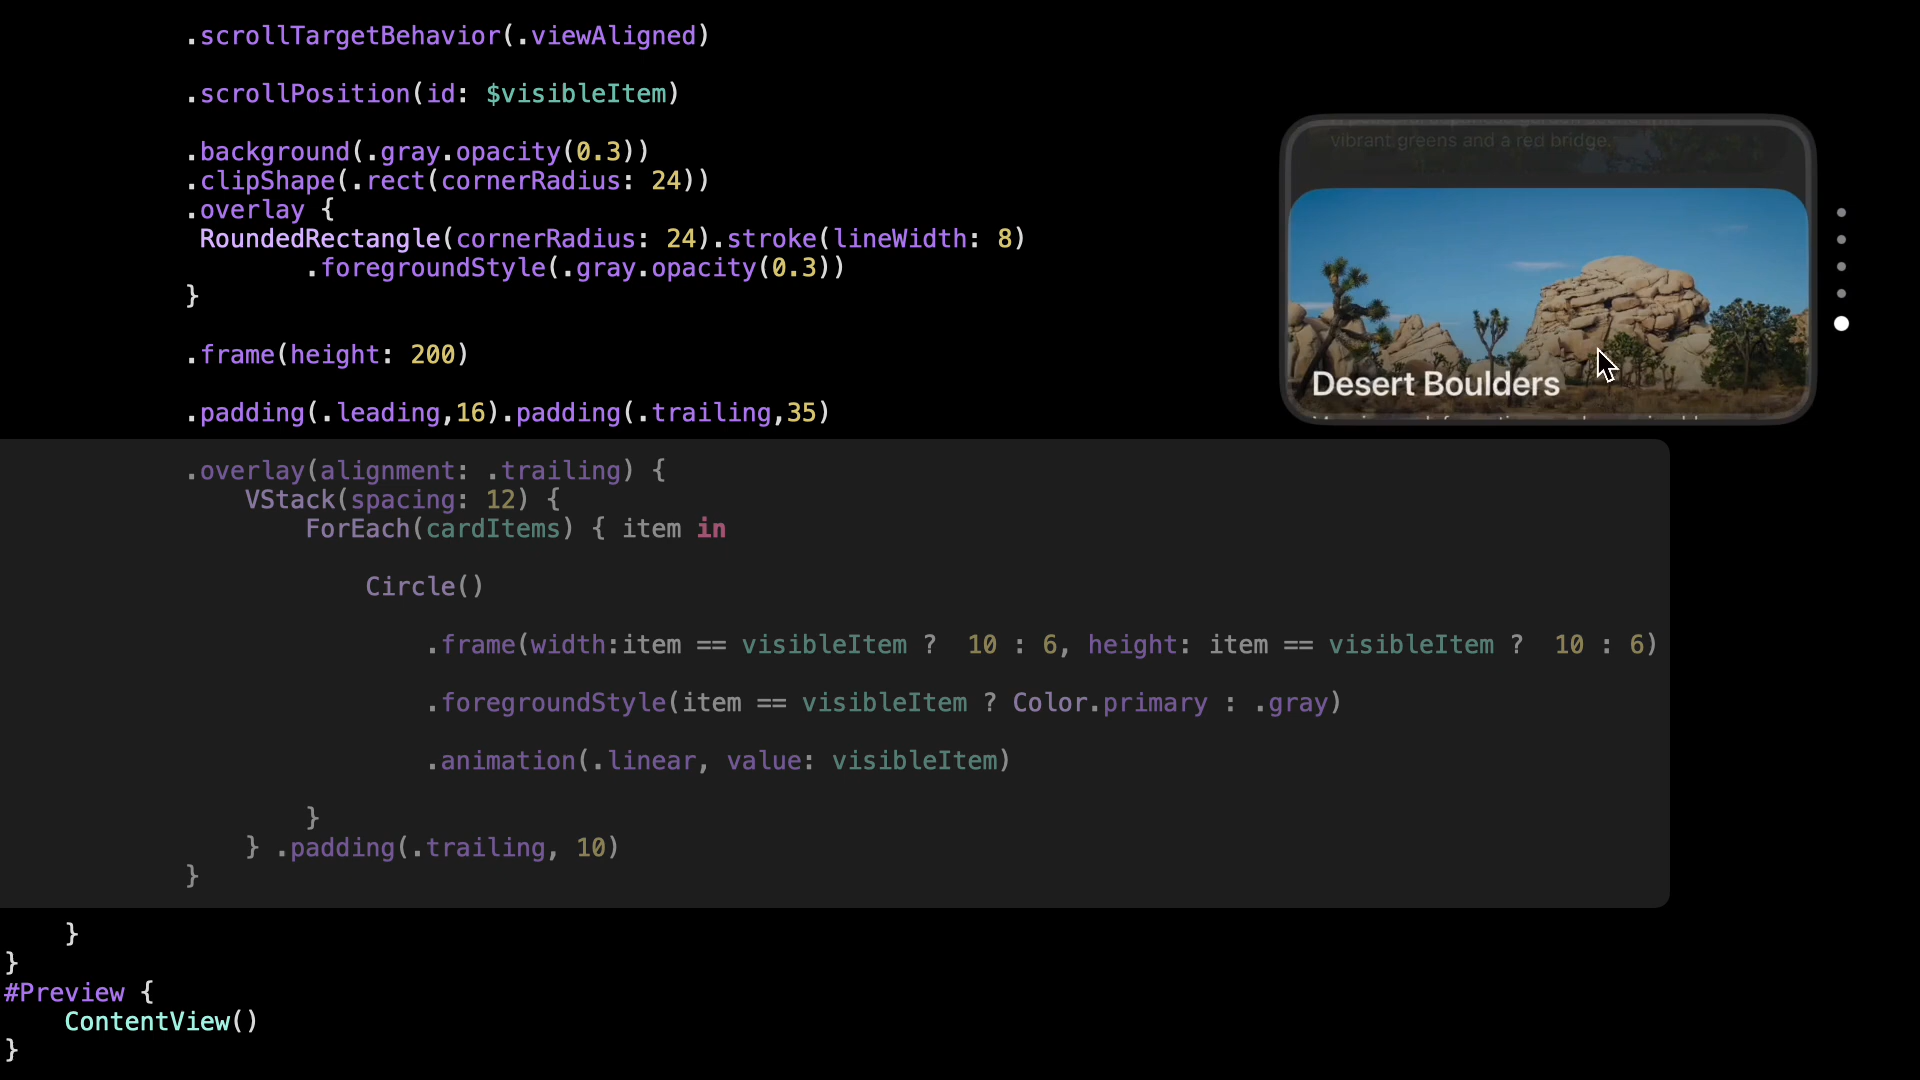 .scrollTargetBehavior(.viewAligned)
.scrollPosition(id: $visibleItem)
.background(.gray.opacity(0.3))
.clipShape(.rect(cornerRadius: 24))
.overlay {
RoundedRectangle(cornerRadius: 24).stroke(lineWidth: 8)
.foregroundStyle(.gray.opacity(0.3))
}
.frame(height: 200)
.padding(.leading,16).padding(.trailing,35)
.overlay(alignment: .trailing) {
VStack(spacing: 12) {
ForEach(cardItems) { item in
Circle()
.frame(width:item == visibleItem ?  10 : 6, height: item == visibleItem ?  10 : 6)
.foregroundStyle(item == visibleItem ? Color.primary : .gray)
.animation(.linear, value: visibleItem)
}
} .padding(.trailing, 10)
}
}
}
#Preview {
ContentView()
}
vibrant greens and a red bridge.
Desert Boulders